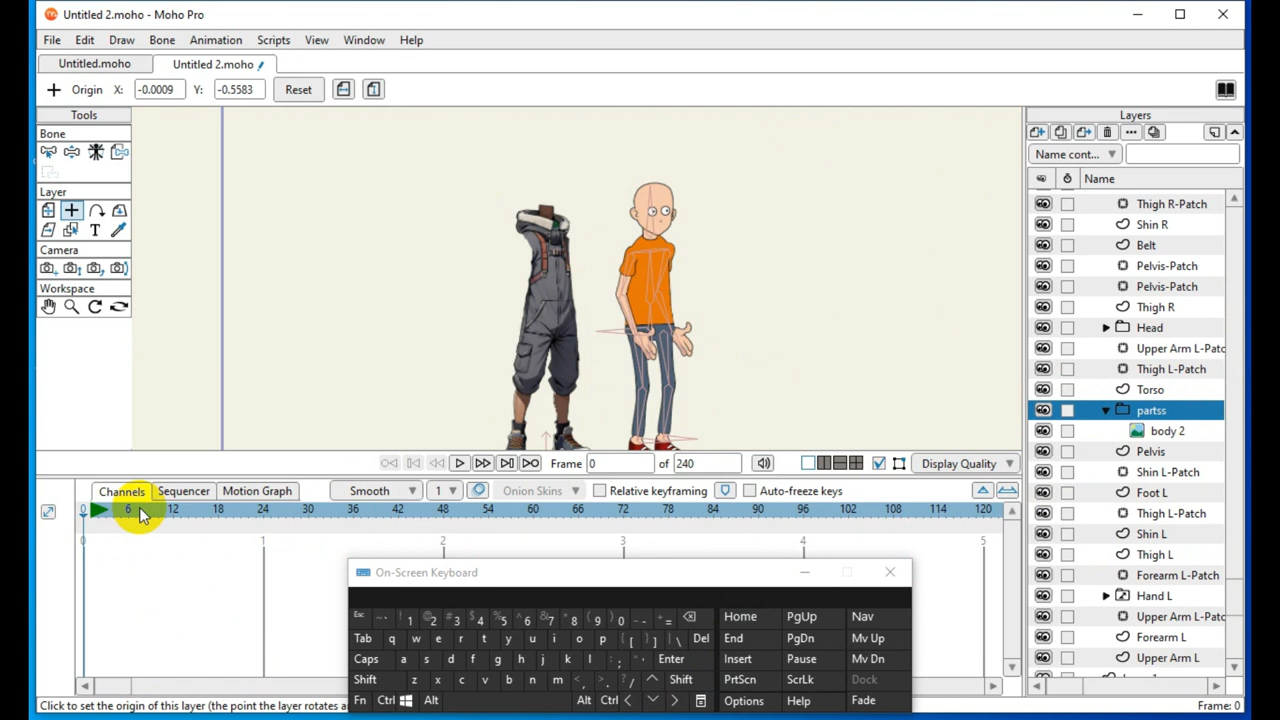 Untitled 2.moho - Moho Pro
File Edit Draw Bone Animation Scripts View Window Help
Untitled.moho Untitled 2.moho
Origin X: -0.0009 Y: -0.5583 Reset
Tools
Bone
Layer
T
Camera
Workspace
Layers
Name cont...
Name
Thigh R-Patch
Shin R
Belt
Pelvis-Patch
Pelvis-Patch
Thigh R
Head
Upper Arm L-Patc
Thigh L-Patch
Torso
partss
body 2
Pelvis
Shin L-Patch
Foot L
Thigh L-Patch
Shin L
Thigh L
Forearm L-Patch
Hand L
Upper Arm L-Patc
Forearm L
Upper Arm L
Frame 0 of 240 Display Quality
Channels Sequencer Motion Graph Smooth 1 Onion Skins Relative keyframing Auto-freeze keys
0 6 12 18 24 30 36 42 48 54 60 66 72 78 84 90 96 102 108 114 120
0 1 2 3 4 5
On-Screen Keyboard
Esc ~ ` ! 1 @ 2 # 3 $ 4 % 5 ^ 6 & 7 * 8 ( 9 ) 0 _ - + = Home PgUp Nav
Tab q w e r t y u i o p { [ } ] | \ Del End PgDn Mv Up
Caps a s d f g h j k l : ; " ' Enter Insert Pause Mv Dn
Shift z x c v b n m < , > . ? / Shift PrtScn ScrLk Dock
Fn Ctrl Alt Alt Ctrl Options Help Fade
Click to set the origin of this layer (the point the layer rotates a
Frame: 0